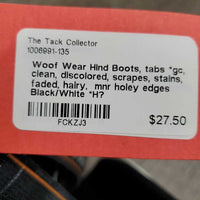 The Tack Collector
1006991-135
Woof Wear Hind Boots, tabs *gc,
clean, discolored, scrapes, stains,
faded, hairy, mnr holey edges
Black/White *H?
FCKZJ3
$27.50